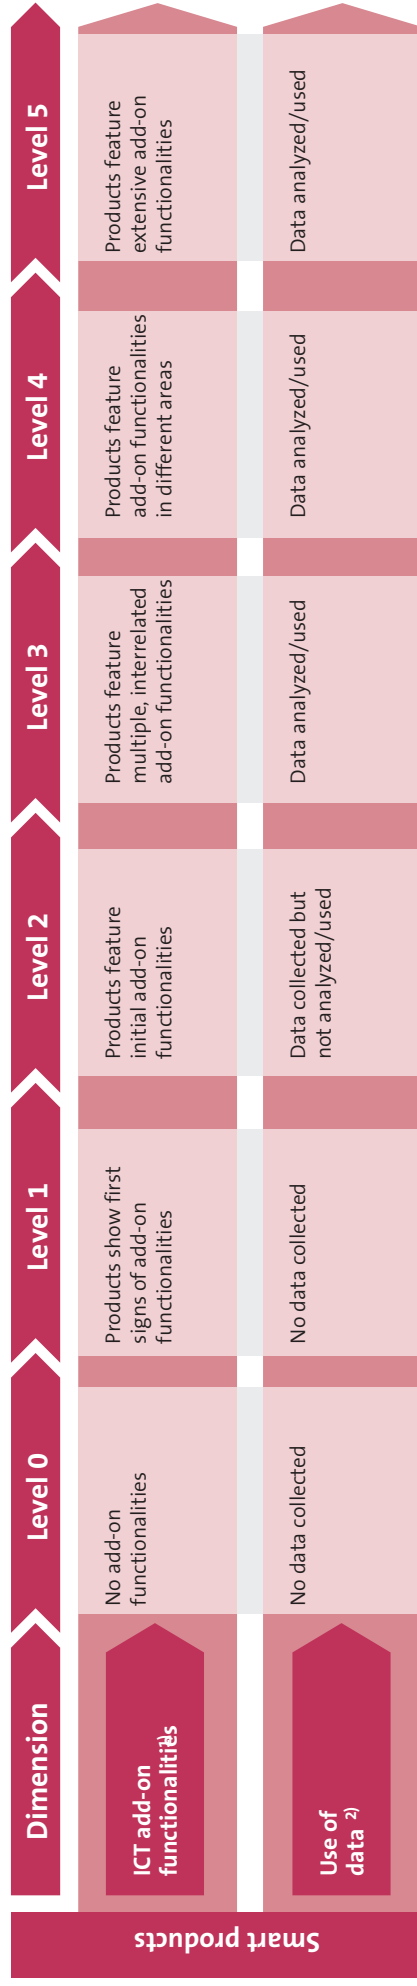 Smart products
Dimension
Level 0
Level 1
Level 2
Level 3
Level 4
Level 5
ICT add-on
functionalities 1)
No add-on
functionalities
Products show first
signs of add-on
functionalities
Products feature
initial add-on
functionalities
Products feature
multiple, interrelated
add-on functionalities
Products feature
add-on functionalities
in different areas
Products feature
extensive add-on
functionalities
Use of
data 2)
No data collected
No data collected
Data collected but
not analyzed/used
Data analyzed/used
Data analyzed/used
Data analyzed/used